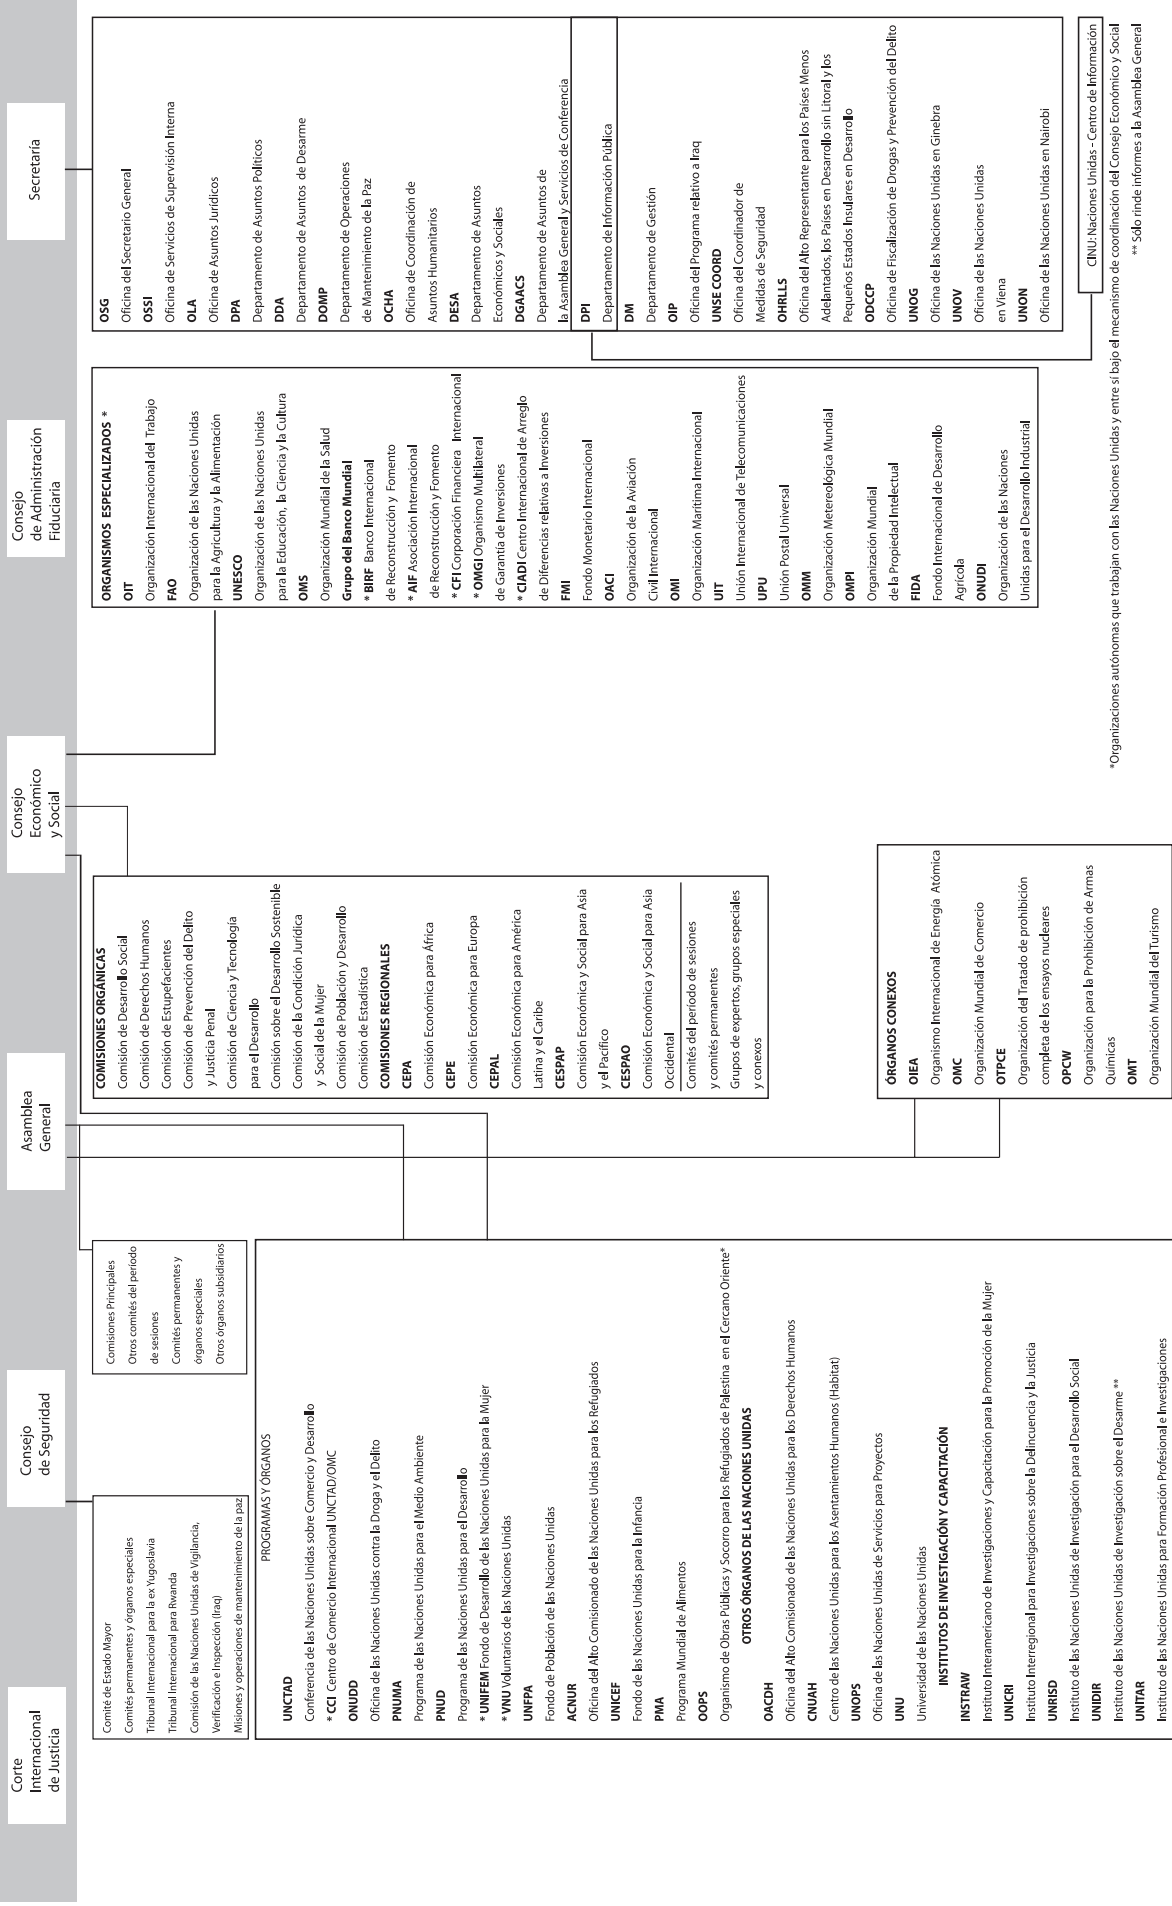 Corte
Internacional
de Justicia
Consejo
de Seguridad
Asamblea
General
Consejo
Económico
y Social
Consejo
de Administración
Fiduciaria
Secretaría
Comité de Estado Mayor
Comités permanentes y órganos especiales
Tribunal Internacional para la ex Yugoslavia
Tribunal Internacional para Rwanda
Comisión de las Naciones Unidas de Vigilancia,
Verificación e Inspección (Iraq)
Misiones y operaciones de mantenimiento de la paz
Comisiones Principales
Otros comités del período
de sesiones
Comités permanentes y
órganos especiales
Otros órganos subsidiarios
PROGRAMAS Y ÓRGANOS
UNCTAD
Conferencia de las Naciones Unidas sobre Comercio y Desarrollo
* CCI Centro de Comercio Internacional UNCTAD/OMC
ONUDD
Oficina de las Naciones Unidas contra la Droga y el Delito
PNUMA
Programa de las Naciones Unidas para el Medio Ambiente
PNUD
Programa de las Naciones Unidas para el Desarrollo
* UNIFEM Fondo de Desarrollo de las Naciones Unidas para la Mujer
* VNU Voluntarios de las Naciones Unidas
UNFPA
Fondo de Población de las Naciones Unidas
ACNUR
Oficina del Alto Comisionado de las Naciones Unidas para los Refugiados
UNICEF
Fondo de las Naciones Unidas para la Infancia
PMA
Programa Mundial de Alimentos
OOPS
Organismo de Obras Públicas y Socorro para los Refugiados de Palestina en el Cercano Oriente*
OTROS ÓRGANOS DE LAS NACIONES UNIDAS
OACDH
Oficina del Alto Comisionado de las Naciones Unidas para los Derechos Humanos
CNUAH
Centro de las Naciones Unidas para los Asentamientos Humanos (Habitat)
UNOPS
Oficina de las Naciones Unidas de Servicios para Proyectos
UNU
Universidad de las Naciones Unidas
INSTITUTOS DE INVESTIGACIÓN Y CAPACITACIÓN
INSTRAW
Instituto Interamericano de Investigaciones y Capacitación para la Promoción de la Mujer
UNICRI
Instituto Interregional para Investigaciones sobre la Delincuencia y la Justicia
UNRISD
Instituto de las Naciones Unidas de Investigación para el Desarrollo Social
UNIDIR
Instituto de las Naciones Unidas de Investigación sobre el Desarme **
UNITAR
Instituto de las Naciones Unidas para Formación Profesional e Investigaciones
COMISIONES ORGÁNICAS
Comisión de Desarrollo Social
Comisión de Derechos Humanos
Comisión de Estupefacientes
Comisión de Prevención del Delito
y Justicia Penal
Comisión de Ciencia y Tecnología
para el Desarrollo
Comisión sobre el Desarrollo Sostenible
Comisión de la Condición Jurídica
y Social de la Mujer
Comisión de Población y Desarrollo
Comisión de Estadística
COMISIONES REGIONALES
CEPA
Comisión Económica para África
CEPE
Comisión Económica para Europa
CEPAL
Comisión Económica para América
Latina y el Caribe
CESPAP
Comisión Económica y Social para Asia
y el Pacífico
CESPAO
Comisión Económica y Social para Asia
Occidental
Comités del período de sesiones
y comités permanentes
Grupos de expertos, grupos especiales
y conexos
ÓRGANOS CONEXOS
OIEA
Organismo Internacional de Energía Atómica
OMC
Organización Mundial de Comercio
OTPCE
Organización del Tratado de prohibición
completa de los ensayos nucleares
OPCW
Organización para la Prohibición de Armas
Químicas
OMT
Organización Mundial del Turismo
ORGANISMOS ESPECIALIZADOS *
OIT
Organización Internacional del Trabajo
FAO
Organización de las Naciones Unidas
para la Agricultura y la Alimentación
UNESCO
Organización de las Naciones Unidas
para la Educación, la Ciencia y la Cultura
OMS
Organización Mundial de la Salud
Grupo del Banco Mundial
* BIRF Banco Internacional
de Reconstrucción y Fomento
* AIF Asociación Internacional
de Reconstrucción y Fomento
* CFI Corporación Financiera Internacional
* OMGI Organismo Multilateral
de Garantía de Inversiones
* CIADI Centro Internacional de Arreglo
de Diferencias relativas a Inversiones
FMI
Fondo Monetario Internacional
OACI
Organización de la Aviación
Civil Internacional
OMI
Organización Marítima Internacional
UIT
Unión Internacional de Telecomunicaciones
UPU
Unión Postal Universal
OMM
Organización Metereológica Mundial
OMPI
Organización Mundial
de la Propiedad Intelectual
FIDA
Fondo Internacional de Desarrollo
Agrícola
ONUDI
Organización de las Naciones
Unidas para el Desarrollo Industrial
OSG
Oficina del Secretario General
OSSI
Oficina de Servicios de Supervisión Interna
OLA
Oficina de Asuntos Jurídicos
DPA
Departamento de Asuntos Políticos
DDA
Departamento de Asuntos de Desarme
DOMP
Departamento de Operaciones
de Mantenimiento de la Paz
OCHA
Oficina de Coordinación de
Asuntos Humanitarios
DESA
Departamento de Asuntos
Económicos y Sociales
DGAACS
Departamento de Asuntos de
la Asamblea General y Servicios de Conferencia
DPI
Departamento de Información Pública
DM
Departamento de Gestión
OIP
Oficina del Programa relativo a Iraq
UNSE COORD
Oficina del Coordinador de
Medidas de Seguridad
OHRLLS
Oficina del Alto Representante para los Países Menos
Adelantados, los Países en Desarrollo sin Litoral y los
Pequeños Estados Insulares en Desarrollo
ODCCP
Oficina de Fiscalización de Drogas y Prevención del Delito
UNOG
Oficina de las Naciones Unidas en Ginebra
UNOV
Oficina de las Naciones Unidas
en Viena
UNON
Oficina de las Naciones Unidas en Nairobi
CINU: Naciones Unidas - Centro de Información
*Organizaciones autónomas que trabajan con las Naciones Unidas y entre sí bajo el mecanismo de coordinación del Consejo Económico y Social
** Solo rinde informes a la Asamblea General